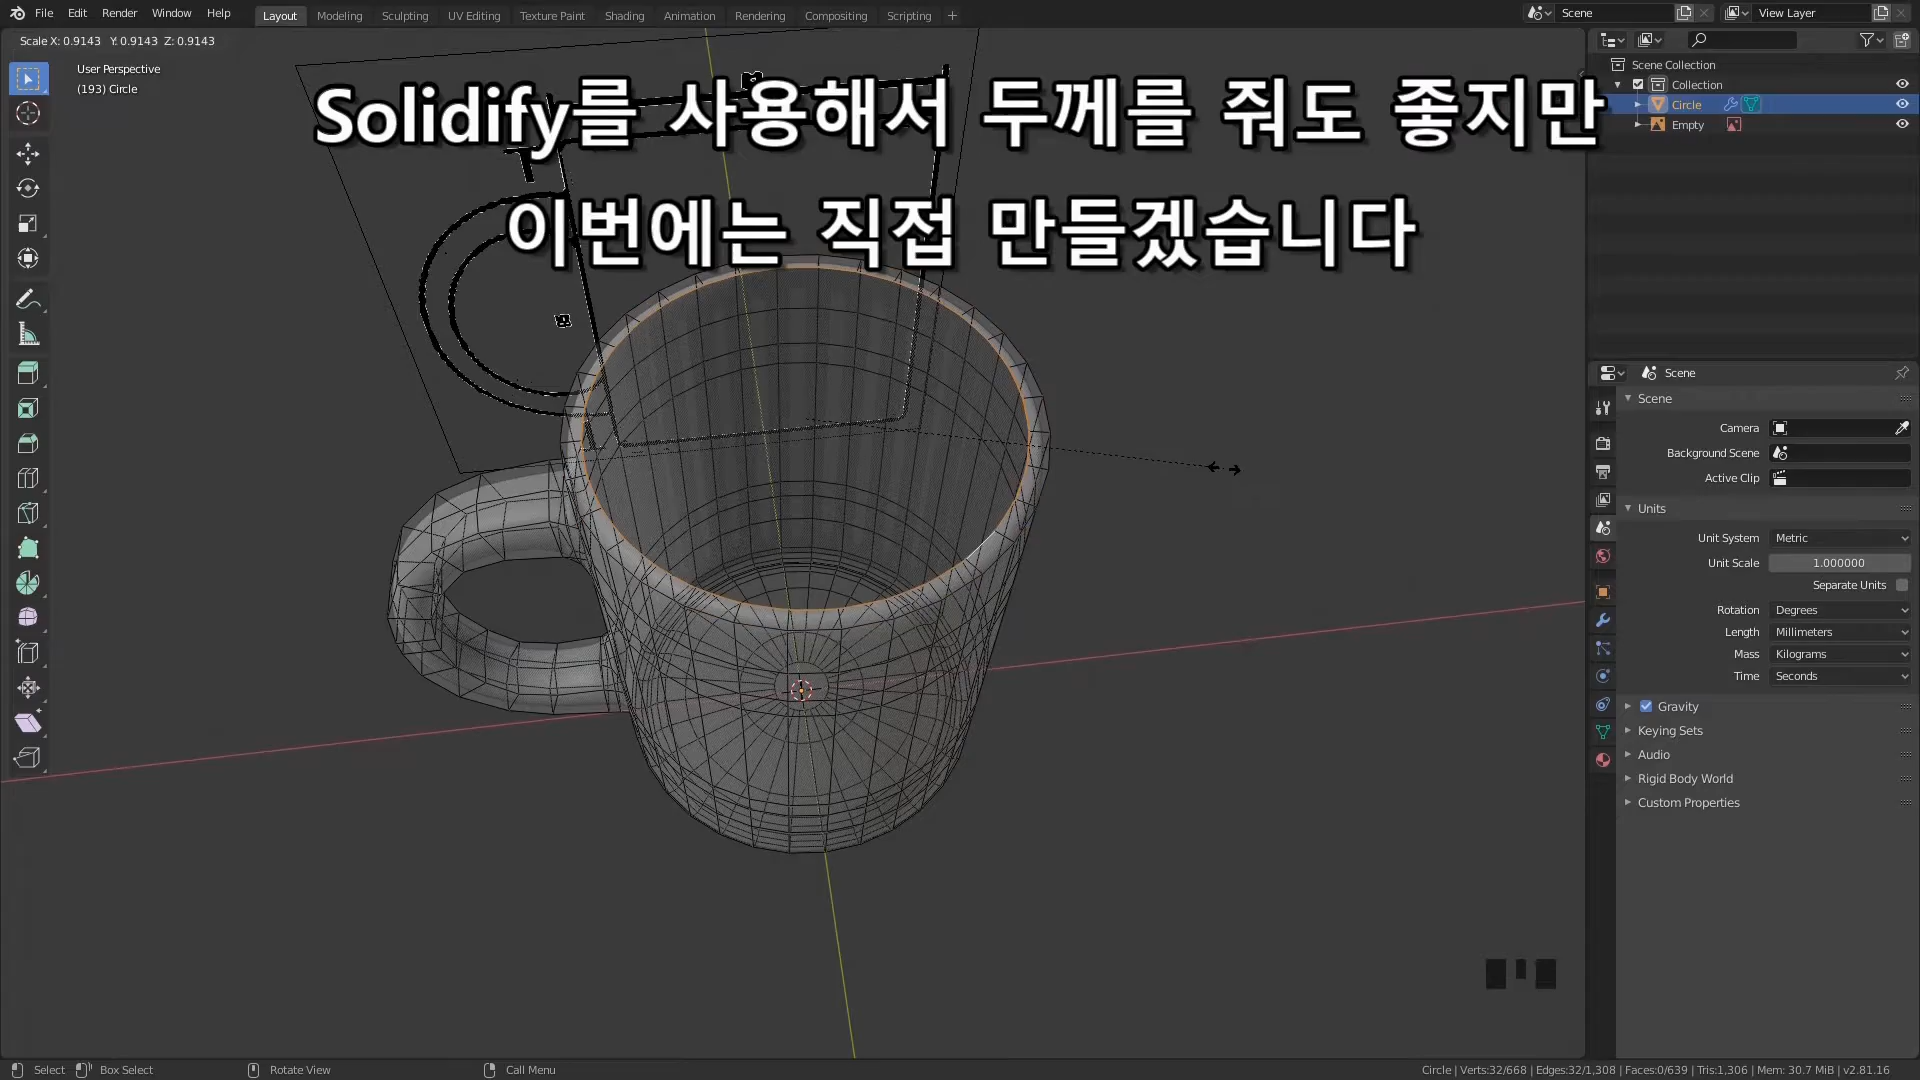 File Edit Render Window Help Layout Modeling Sculpting UV Editing Texture Paint Shading Animation Rendering Compositing Scripting + Scene View Layer
Scale X: 0.9143 Y: 0.9143 Z: 0.9143
User Perspective
(193) Circle
Solidify를 사용해서 두께를 줘도 좋지만
이번에는 직접 만들겠습니다
Scene Collection
Collection
Circle
Empty
Scene
Scene
Camera
Background Scene
Active Clip
Units
Unit System Metric
Unit Scale 1.000000
Separate Units
Rotation Degrees
Length Millimeters
Mass Kilograms
Time Seconds
Gravity
Keying Sets
Audio
Rigid Body World
Custom Properties
Select Box Select Rotate View Call Menu Circle | Verts:32/668 | Edges:32/1,308 | Faces:0/639 | Tris:1,306 | Mem: 30.7 MiB | v2.81.16